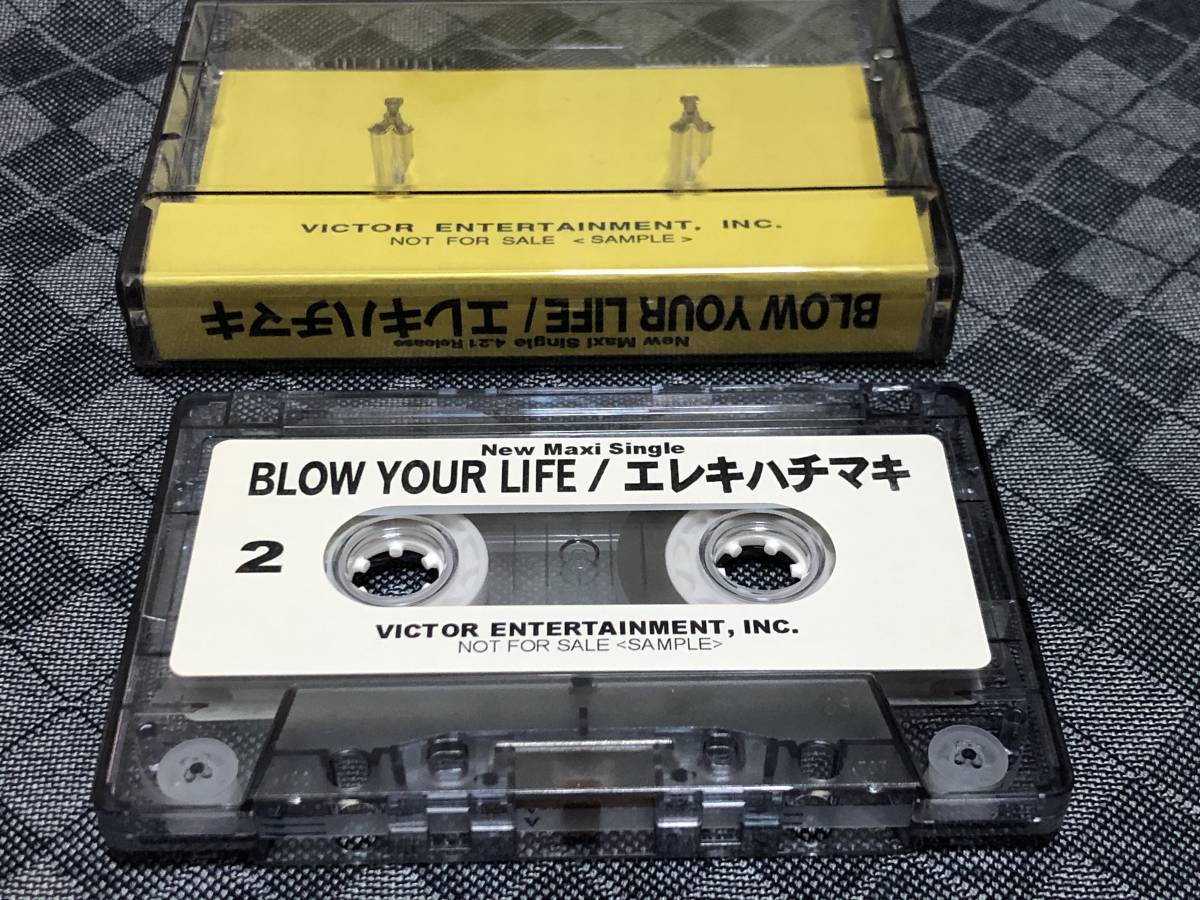 VICTOR ENTERTAINMENT, INC.
NOT FOR SALE <SAMPLE>
New Maxi Single 4.21 Release
BLOW YOUR LIFE / エレキハチマキ
New Maxi Single
BLOW YOUR LIFE / エレキハチマキ
2
VICTOR ENTERTAINMENT, INC.
NOT FOR SALE <SAMPLE>